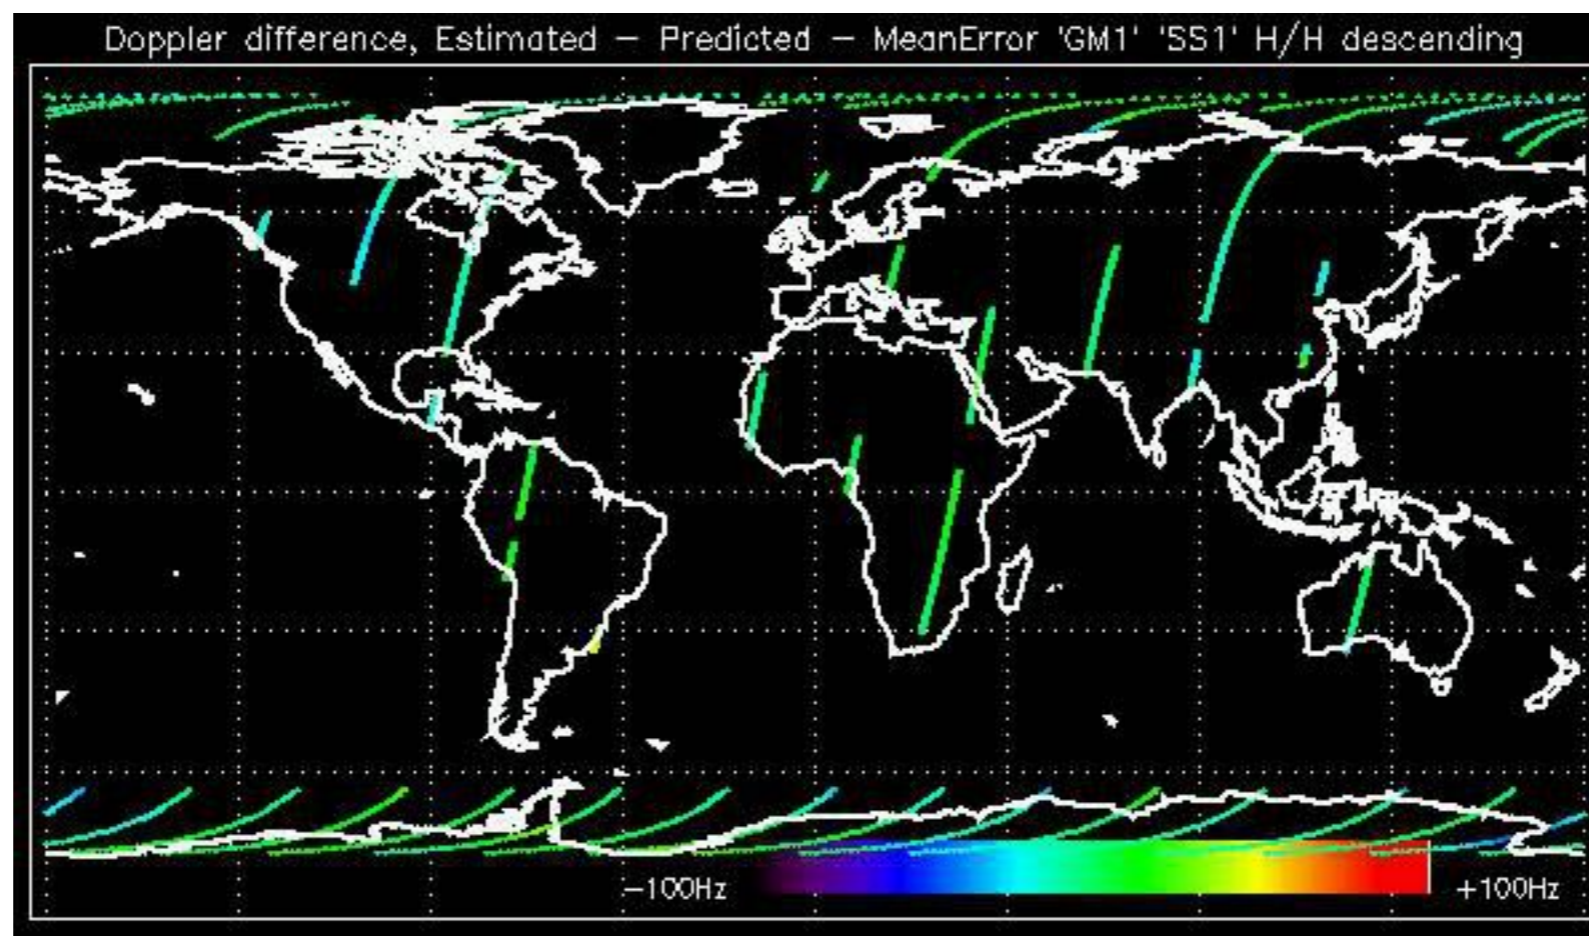 Doppler difference, Estimated – Predicted – MeanError 'GM1' 'SS1' H/H descending
–100Hz +100Hz